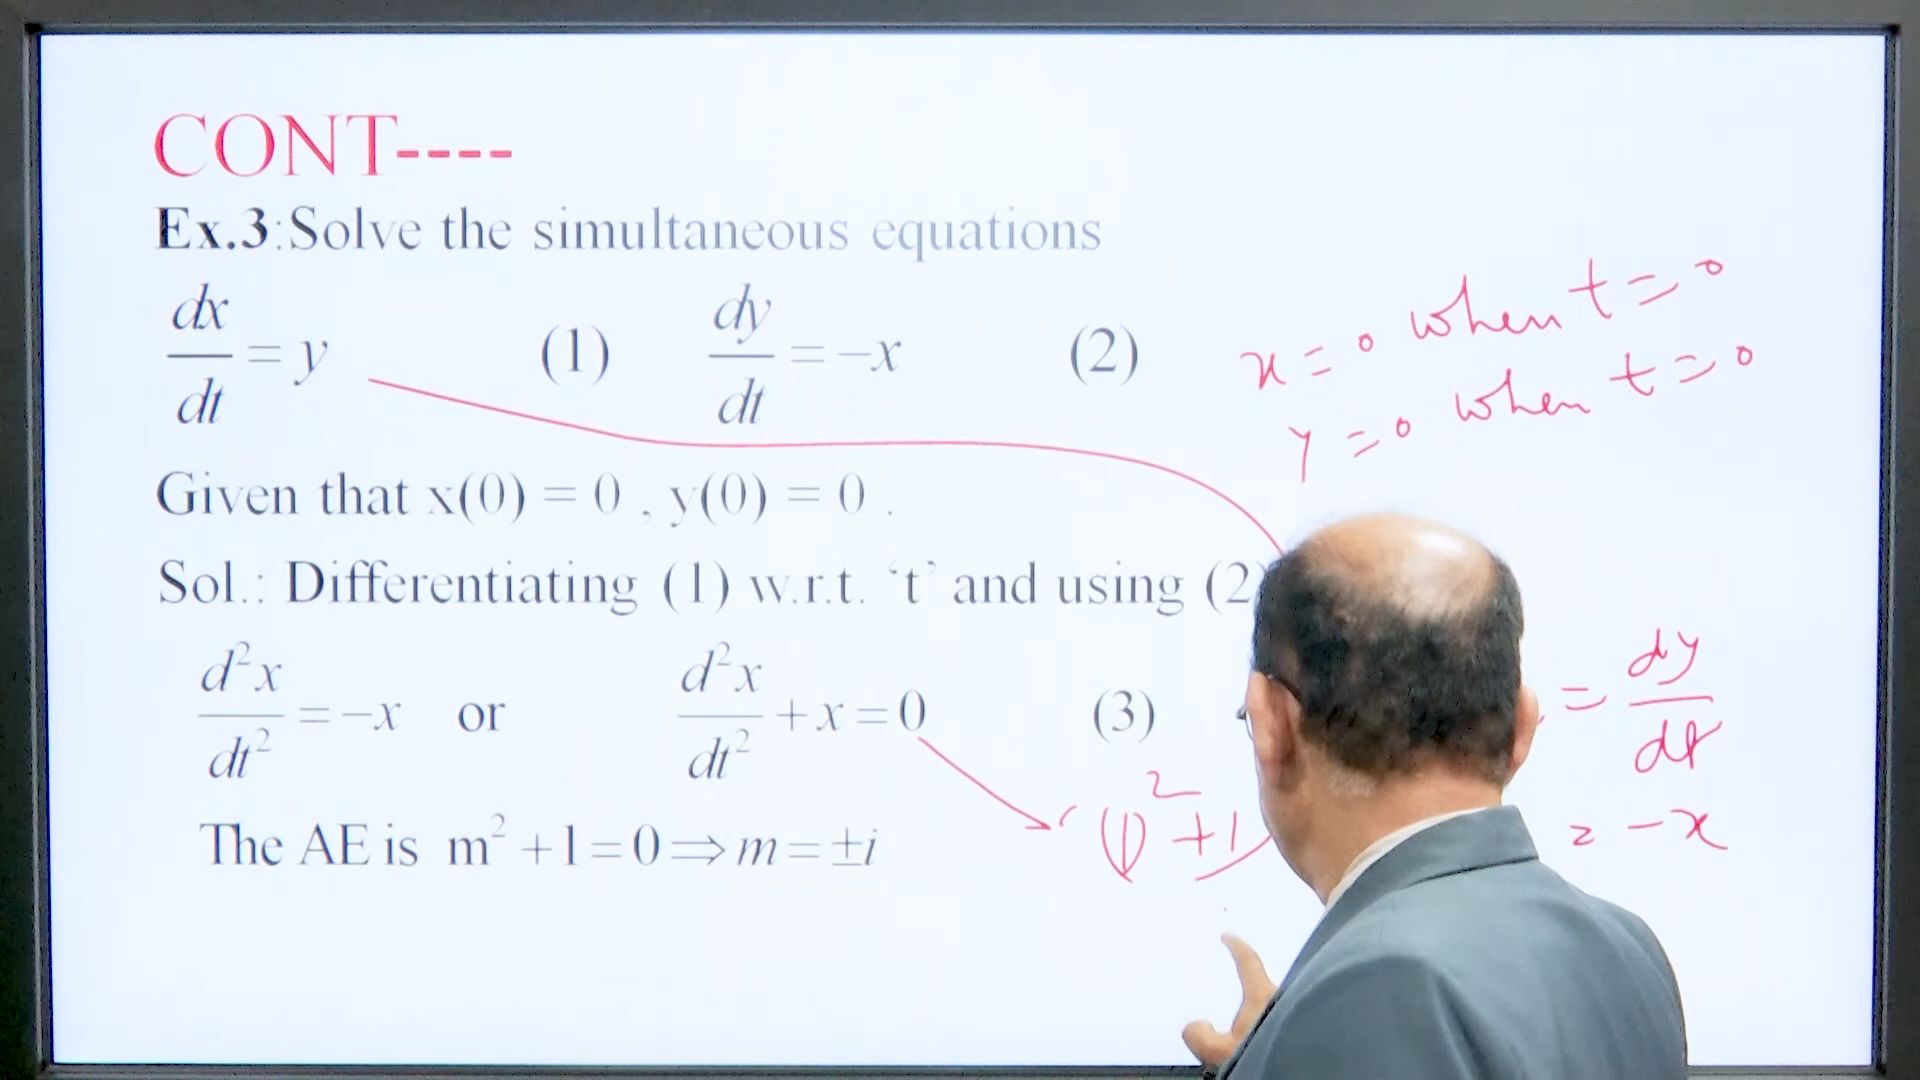 CONT----
Ex.3:Solve the simultaneous equations
dx/dt = y (1) dy/dt = -x (2)
x = 0 when t = 0
y = 0 when t = 0
Given that x(0) = 0 , y(0) = 0 .
Sol.: Differentiating (1) w.r.t. ‘t’ and using (2
d²x/dt² = -x or d²x/dt² + x = 0 (3)
= dy/dt
= -x
The AE is m² +1=0⇒m=±i